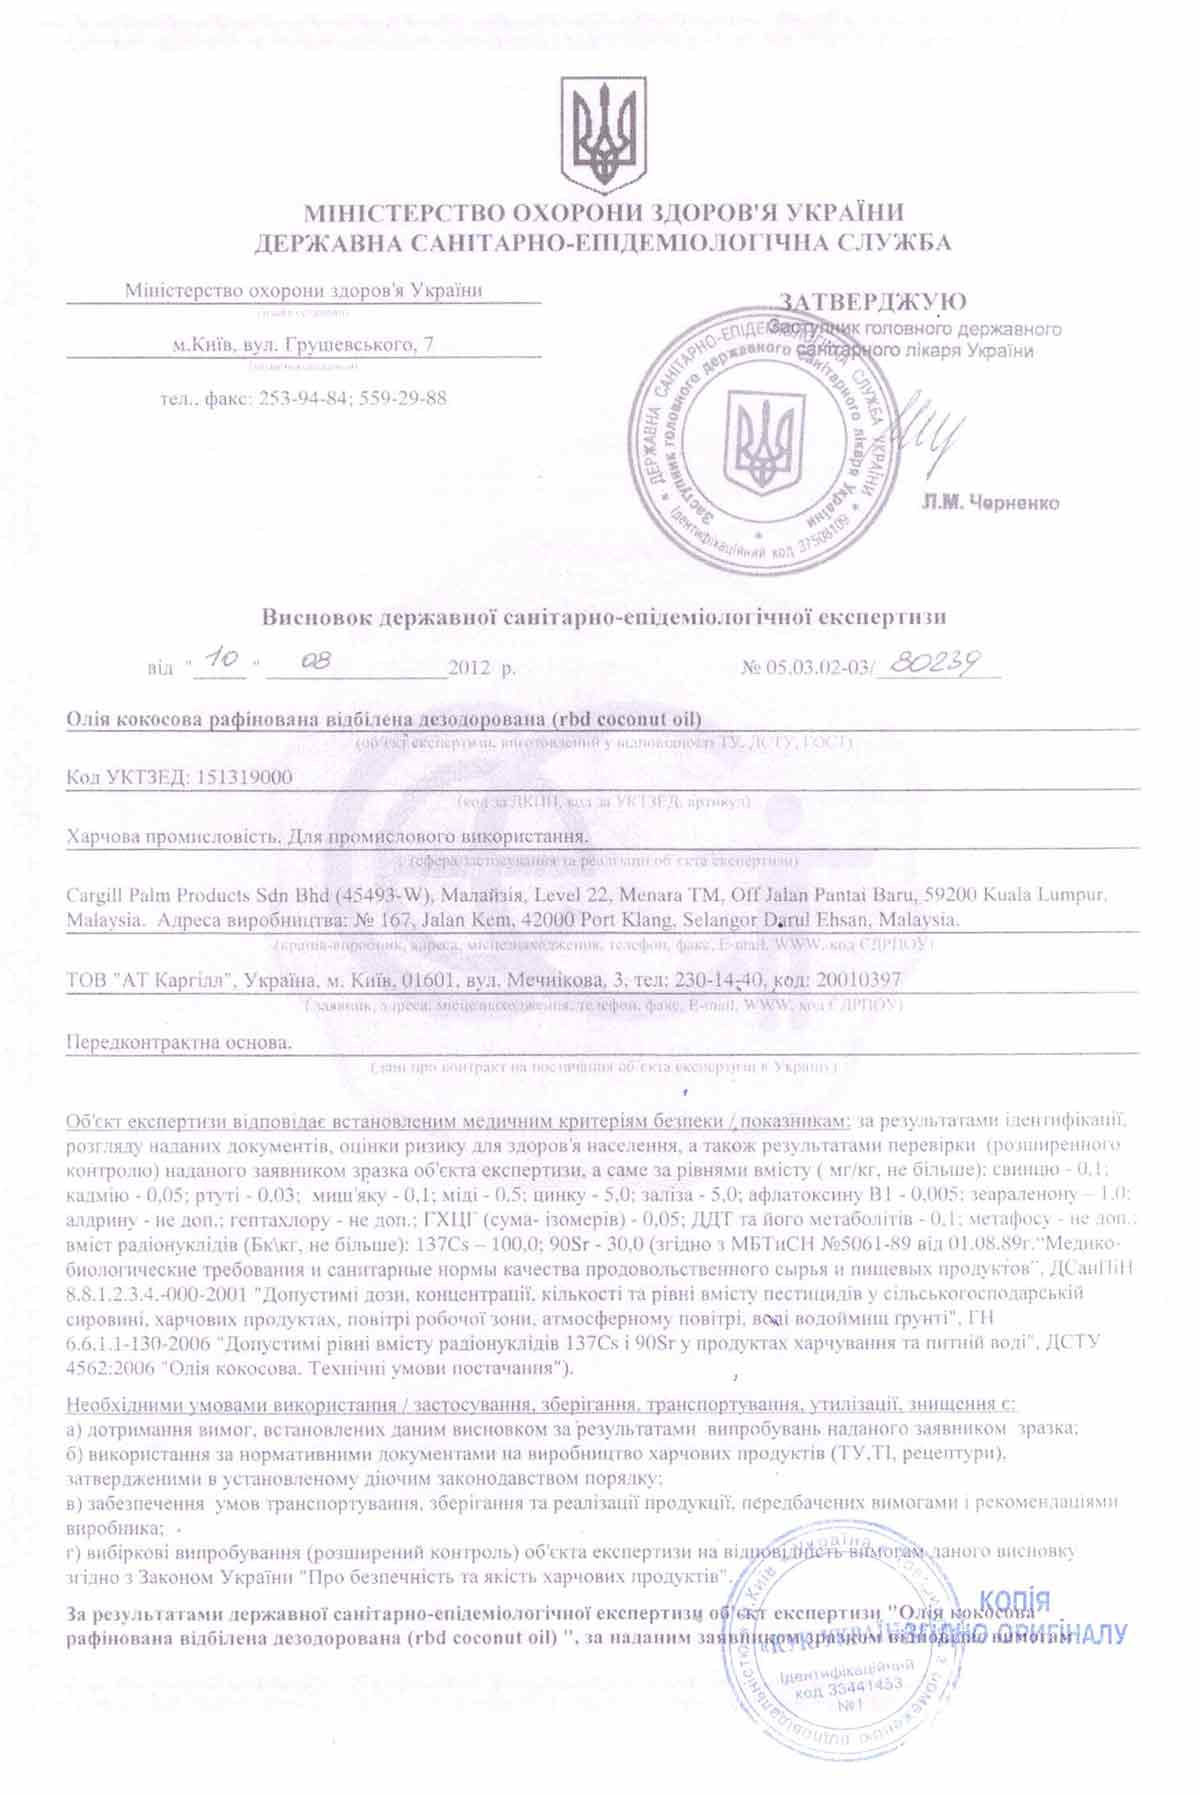 МІНІСТЕРСТВО ОХОРОНИ ЗДОРОВ'Я УКРАЇНИ
ДЕРЖАВНА САНІТАРНО-ЕПІДЕМІОЛОГІЧНА СЛУЖБА
Міністерство охорони здоров'я України
м.Київ, вул. Грушевського, 7
тел., факс: 253-94-84; 559-29-88
ЗАТВЕРДЖУЮ
Заступник головного державного
санітарного лікаря України
Л.М. Черненко
* ДЕРЖАВНА САНІТАРНО-ЕПІДЕМІОЛОГІЧНА СЛУЖБА УКРАЇНИ *
Ідентифікаційний код 37508109
Заступник головного державного санітарного лікаря України
Висновок державної санітарно-епідеміологічної експертизи
від "10" 08 2012 р. № 05.03.02-03/ 80239
Олія кокосова рафінована відбілена дезодорована (rbd coconut oil)
(об'єкт експертизи, виготовлений у відповідності ТУ, ДСТУ, ГОСТ)
Код УКТЗЕД: 151319000
(код за ДКПП, код за УКТЗЕД, артикул)
Харчова промисловість, Для промислового використання.
(сфера застосування та реалізації об'єкта експертизи)
Cargill Palm Products Sdn Bhd (45493-W), Малайзія, Level 22, Menara TM, Off Jalan Pantai Baru, 59200 Kuala Lumpur,
Malaysia. Адреса виробництва: № 167, Jalan Kem, 42000 Port Klang, Selangor Darul Ehsan, Malaysia.
(країна-виробник, адреса, місцезнаходження, телефон, факс, E-mail, WWW, код ЄДРПОУ)
ТОВ "АТ Каргілл", Україна, м. Київ, 01601, вул. Мечнікова, 3, тел: 230-14-40, код: 20010397
(заявник, адреса, місцезнаходження, телефон, факс, E-mail, WWW, код ЄДРПОУ)
Передконтрактна основа.
(дані про контракт на постачання об'єкта експертизи в Україну)
Об'єкт експертизи відповідає встановленим медичним критеріям безпеки / показникам: за результатами ідентифікації,
розгляду наданих документів, оцінки ризику для здоров'я населення, а також результатами перевірки (розширенного
контролю) наданого заявником зразка об'єкта експертизи, а саме за рівнями вмісту ( мг/кг, не більше): свинцю - 0,1;
кадмію - 0,05; ртуті - 0.03; миш'яку - 0,1; міді - 0,5; цинку - 5,0; заліза - 5,0; афлатоксину В1 - 0,005; зеараленону – 1,0;
алдрину - не доп.; гептахлору - не доп.; ГХЦГ (сума- ізомерів) - 0,05; ДДТ та його метаболітів - 0,1; метафосу - не доп.;
вміст радіонуклідів (Бк\кг, не більше): 137Cs – 100,0; 90Sr - 30,0 (згідно з МБТиСН №5061-89 від 01.08.89г."Медико-
биологические требования и санитарные нормы качества продовольственного сырья и пищевых продуктов", ДСанПіН
8.8.1.2.3.4.-000-2001 "Допустимі дози, концентрації, кількості та рівні вмісту пестицидів у сільськогосподарській
сировині, харчових продуктах, повітрі робочої зони, атмосферному повітрі, воді водоймищ ґрунті", ГН
6.6.1.1-130-2006 "Допустимі рівні вмісту радіонуклідів 137Cs і 90Sr у продуктах харчування та питній воді", ДСТУ
4562:2006 "Олія кокосова. Технічні умови постачання").
Необхідними умовами використання / застосування, зберігання, транспортування, утилізації, знищення є:
а) дотримання вимог, встановлених даним висновком за результатами випробувань наданого заявником зразка;
б) використання за нормативними документами на виробництво харчових продуктів (ТУ,ТІ, рецептури),
затвердженими в установленому діючим законодавством порядку;
в) забезпечення умов транспортування, зберігання та реалізації продукції, передбачених вимогами і рекомендаціями
виробника;
г) вибіркові випробування (розширений контроль) об'єкта експертизи на відповідність вимогам даного висновку
згідно з Законом України "Про безпечність та якість харчових продуктів".
За результатами державної санітарно-епідеміологічної експертизи об'єкт експертизи "Олія кокосова
рафінована відбілена дезодорована (rbd coconut oil) ", за наданим заявником зразком відповідає вимогам
КОПІЯ
ЗГІДНО ОРИГІНАЛУ
Ідентифікаційний
код 33441453
№1